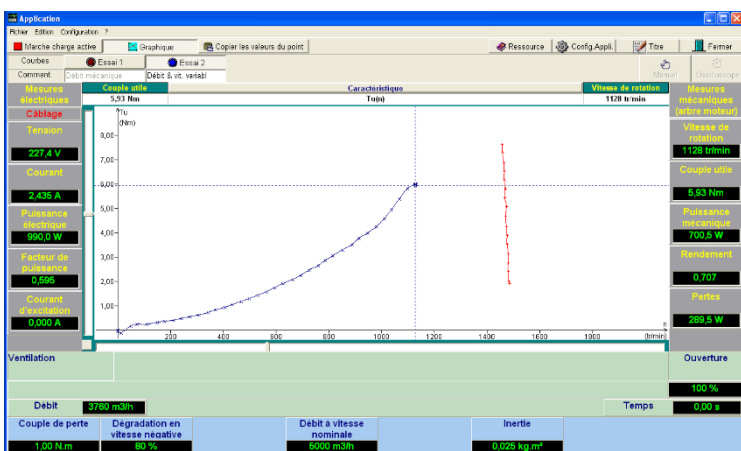 Application
Fichier Edition Configuration ?
Marche charge active Graphique Copier les valeurs du point Ressource Config.Appli. Titre Fermer
Courbes Essai 1 Essai 2
Comment. Débit mécanique Débit & vit. variabl Manuel Oscilloscope
Mesures électriques
Câblage
Tension
227,4 V
Courant
2,435 A
Puissance électrique
990,0 W
Facteur de puissance
0,595
Courant d'excitation
0,000 A
Couple utile Caractéristique Vitesse de rotation
5,93 Nm Tu(n) 1128 tr/min
Tu
(Nm)
8,00
7,00
6,00
5,00
4,00
3,00
2,00
1,00
200 400 600 800 1000 1200 1400 1600 1800
n
(tr/min)
Mesures mécaniques (arbre moteur)
Vitesse de rotation
1128 tr/min
Couple utile
5,93 Nm
Puissance mécanique
700,5 W
Rendement
0,707
Pertes
289,5 W
Ventilation Ouverture
100 %
Débit 3760 m3/h Temps 0,00 s
Couple de perte
1,00 N.m
Dégradation en vitesse négative
80 %
Débit à vitesse nominale
5000 m3/h
Inertie
0,025 kg.m²